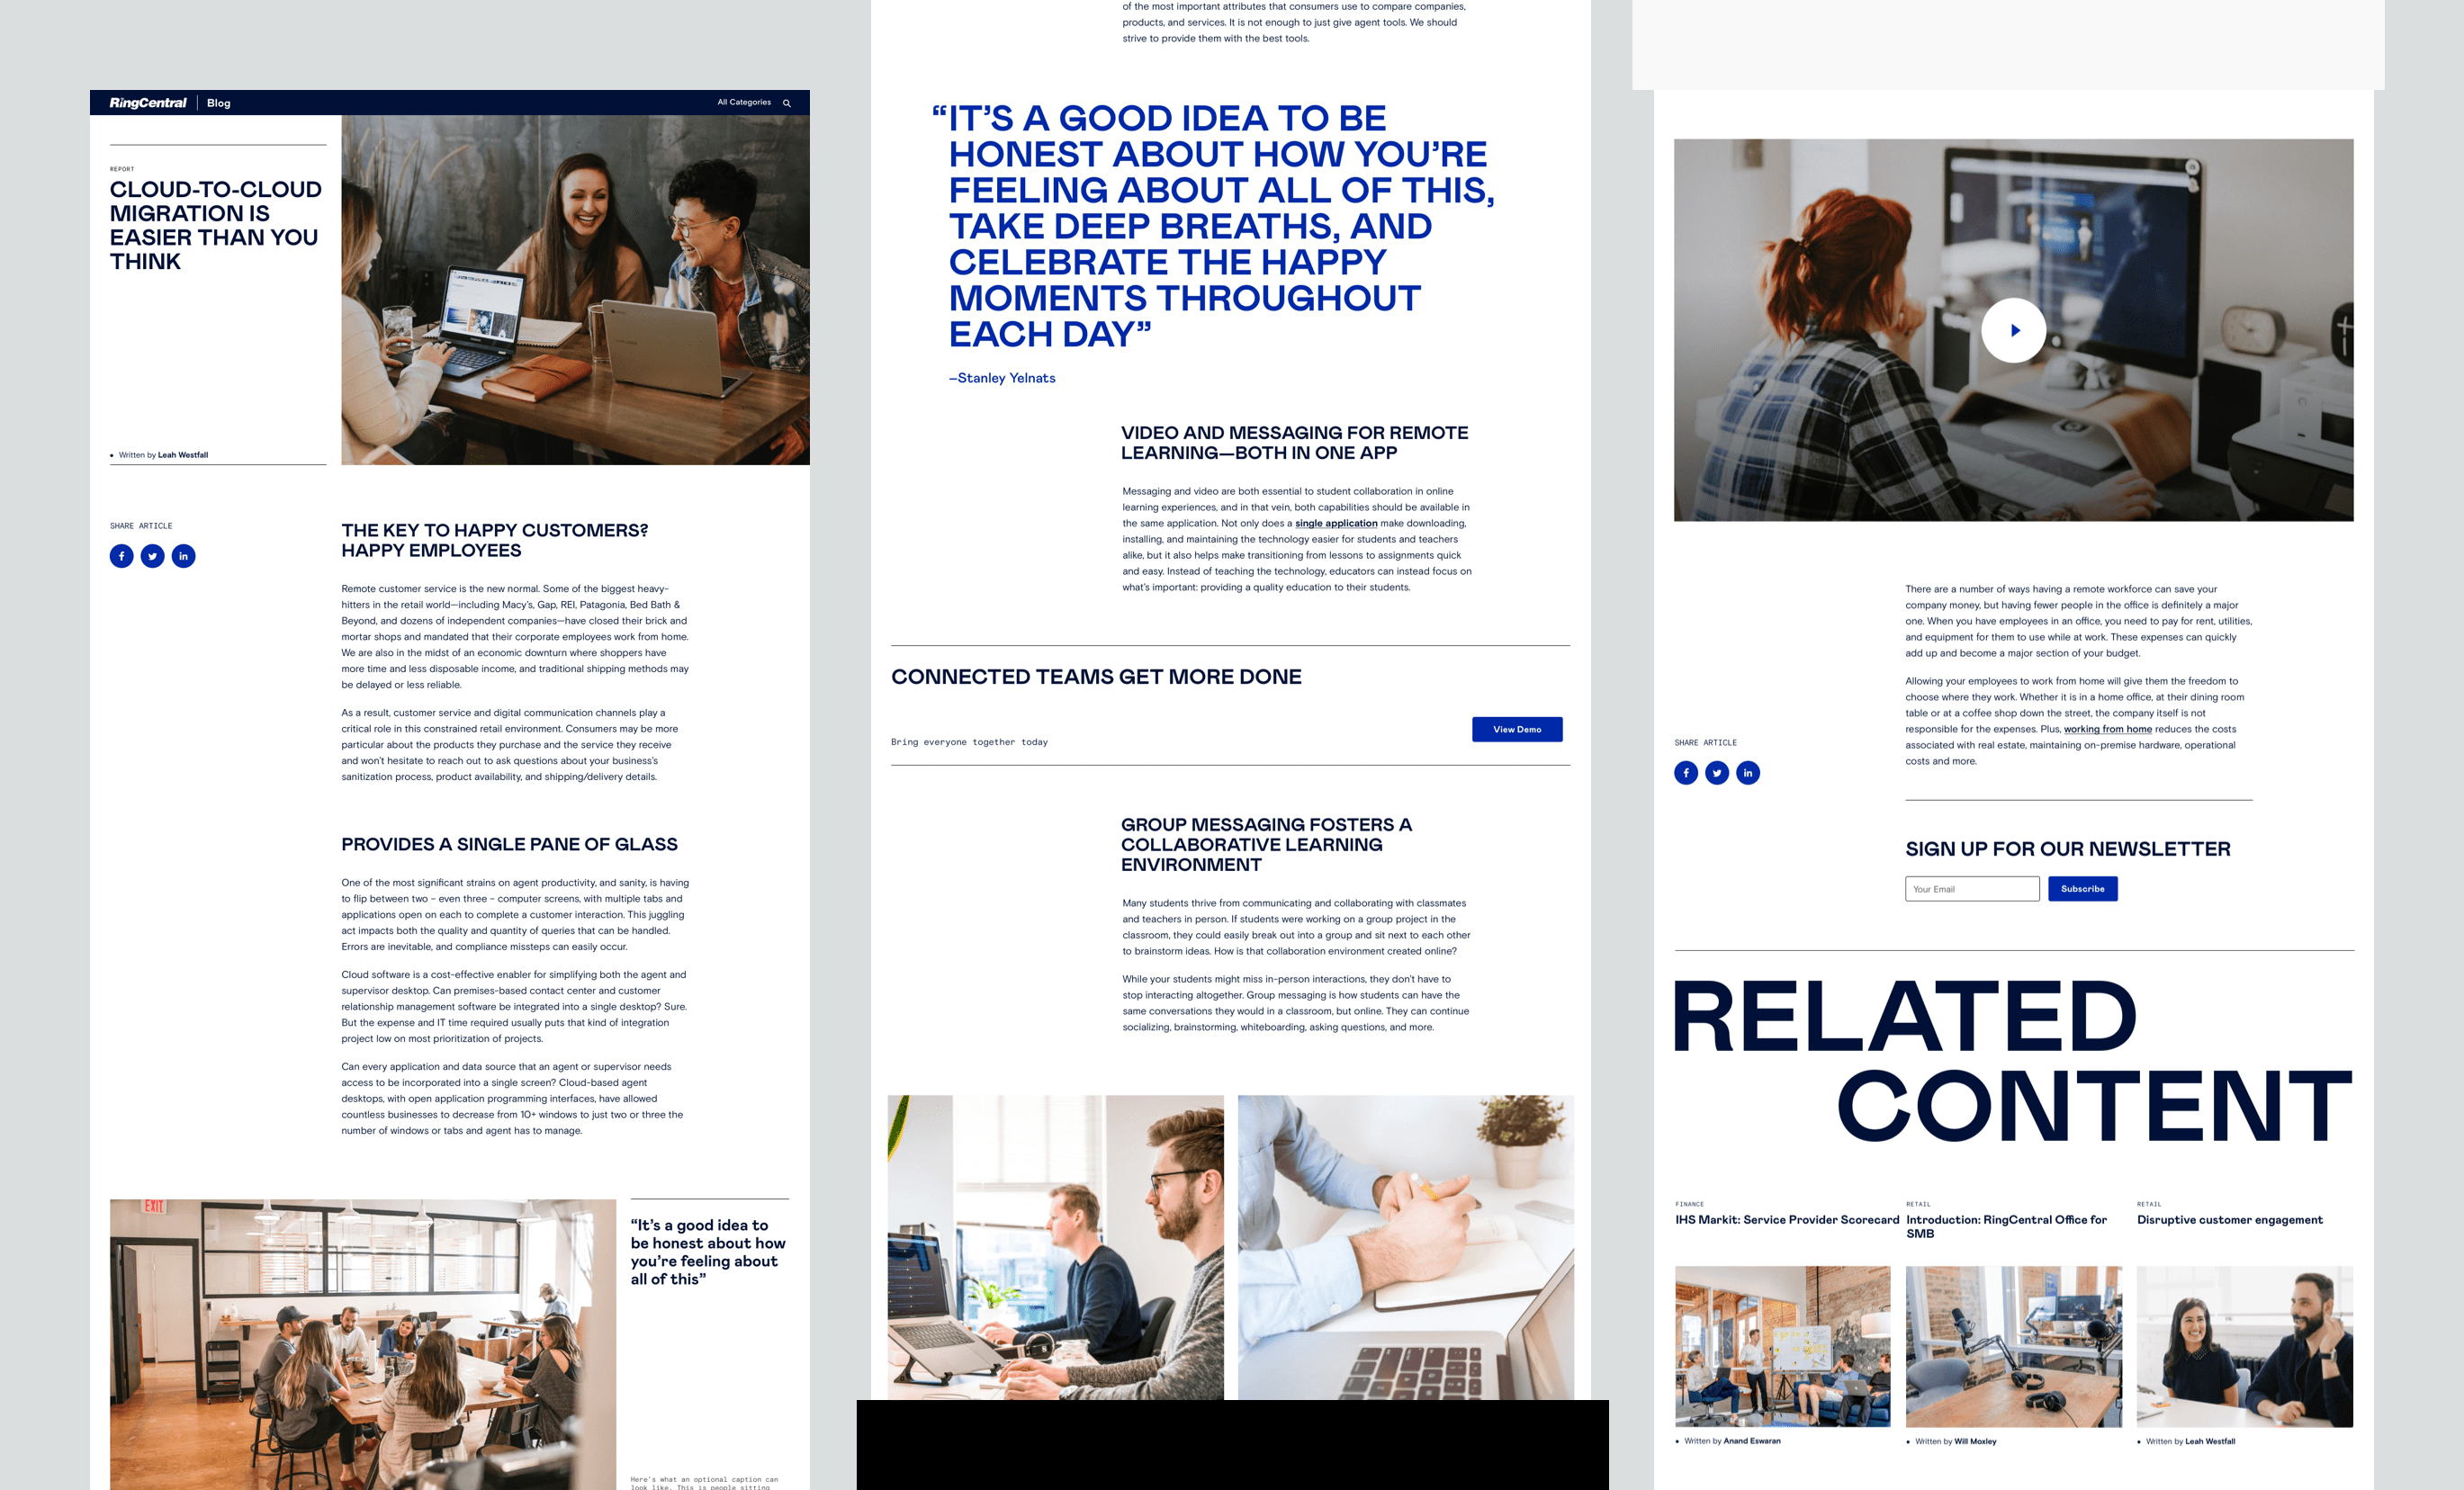 RingCentral Blog All Categories
REPORT
CLOUD-TO-CLOUD
MIGRATION IS
EASIER THAN YOU
THINK
• Written by Leah Westfall
SHARE ARTICLE
THE KEY TO HAPPY CUSTOMERS?
HAPPY EMPLOYEES
Remote customer service is the new normal. Some of the biggest heavy-
hitters in the retail world—including Macy's, Gap, REI, Patagonia, Bed Bath &
Beyond, and dozens of independent companies—have closed their brick and
mortar shops and mandated that their corporate employees work from home.
We are also in the midst of an economic downturn where shoppers have
more time and less disposable income, and traditional shipping methods may
be delayed or less reliable.
As a result, customer service and digital communication channels play a
critical role in this constrained retail environment. Consumers may be more
particular about the products they purchase and the service they receive
and won't hesitate to reach out to ask questions about your business's
sanitization process, product availability, and shipping/delivery details.
PROVIDES A SINGLE PANE OF GLASS
One of the most significant strains on agent productivity, and sanity, is having
to flip between two – even three – computer screens, with multiple tabs and
applications open on each to complete a customer interaction. This juggling
act impacts both the quality and quantity of queries that can be handled.
Errors are inevitable, and compliance missteps can easily occur.
Cloud software is a cost-effective enabler for simplifying both the agent and
supervisor desktop. Can premises-based contact center and customer
relationship management software be integrated into a single desktop? Sure.
But the expense and IT time required usually puts that kind of integration
project low on most prioritization of projects.
Can every application and data source that an agent or supervisor needs
access to be incorporated into a single screen? Cloud-based agent
desktops, with open application programming interfaces, have allowed
countless businesses to decrease from 10+ windows to just two or three the
number of windows or tabs and agent has to manage.
EXIT
“It’s a good idea to
be honest about how
you’re feeling about
all of this”
Here's what an optional caption can
look like. This is people sitting
of the most important attributes that consumers use to compare companies,
products, and services. It is not enough to just give agent tools. We should
strive to provide them with the best tools.
“IT’S A GOOD IDEA TO BE
HONEST ABOUT HOW YOU’RE
FEELING ABOUT ALL OF THIS,
TAKE DEEP BREATHS, AND
CELEBRATE THE HAPPY
MOMENTS THROUGHOUT
EACH DAY”
–Stanley Yelnats
VIDEO AND MESSAGING FOR REMOTE
LEARNING—BOTH IN ONE APP
Messaging and video are both essential to student collaboration in online
learning experiences, and in that vein, both capabilities should be available in
the same application. Not only does a single application make downloading,
installing, and maintaining the technology easier for students and teachers
alike, but it also helps make transitioning from lessons to assignments quick
and easy. Instead of teaching the technology, educators can instead focus on
what's important: providing a quality education to their students.
CONNECTED TEAMS GET MORE DONE
Bring everyone together today
View Demo
GROUP MESSAGING FOSTERS A
COLLABORATIVE LEARNING
ENVIRONMENT
Many students thrive from communicating and collaborating with classmates
and teachers in person. If students were working on a group project in the
classroom, they could easily break out into a group and sit next to each other
to brainstorm ideas. How is that collaboration environment created online?
While your students might miss in-person interactions, they don't have to
stop interacting altogether. Group messaging is how students can have the
same conversations they would in a classroom, but online. They can continue
socializing, brainstorming, whiteboarding, asking questions, and more.
There are a number of ways having a remote workforce can save your
company money, but having fewer people in the office is definitely a major
one. When you have employees in an office, you need to pay for rent, utilities,
and equipment for them to use while at work. These expenses can quickly
add up and become a major section of your budget.
Allowing your employees to work from home will give them the freedom to
choose where they work. Whether it is in a home office, at their dining room
table or at a coffee shop down the street, the company itself is not
responsible for the expenses. Plus, working from home reduces the costs
associated with real estate, maintaining on-premise hardware, operational
costs and more.
SHARE ARTICLE
SIGN UP FOR OUR NEWSLETTER
Your Email Subscribe
RELATED
CONTENT
FINANCE
IHS Markit: Service Provider Scorecard
• Written by Anand Eswaran
RETAIL
Introduction: RingCentral Office for
SMB
• Written by Will Moxley
RETAIL
Disruptive customer engagement
• Written by Leah Westfall